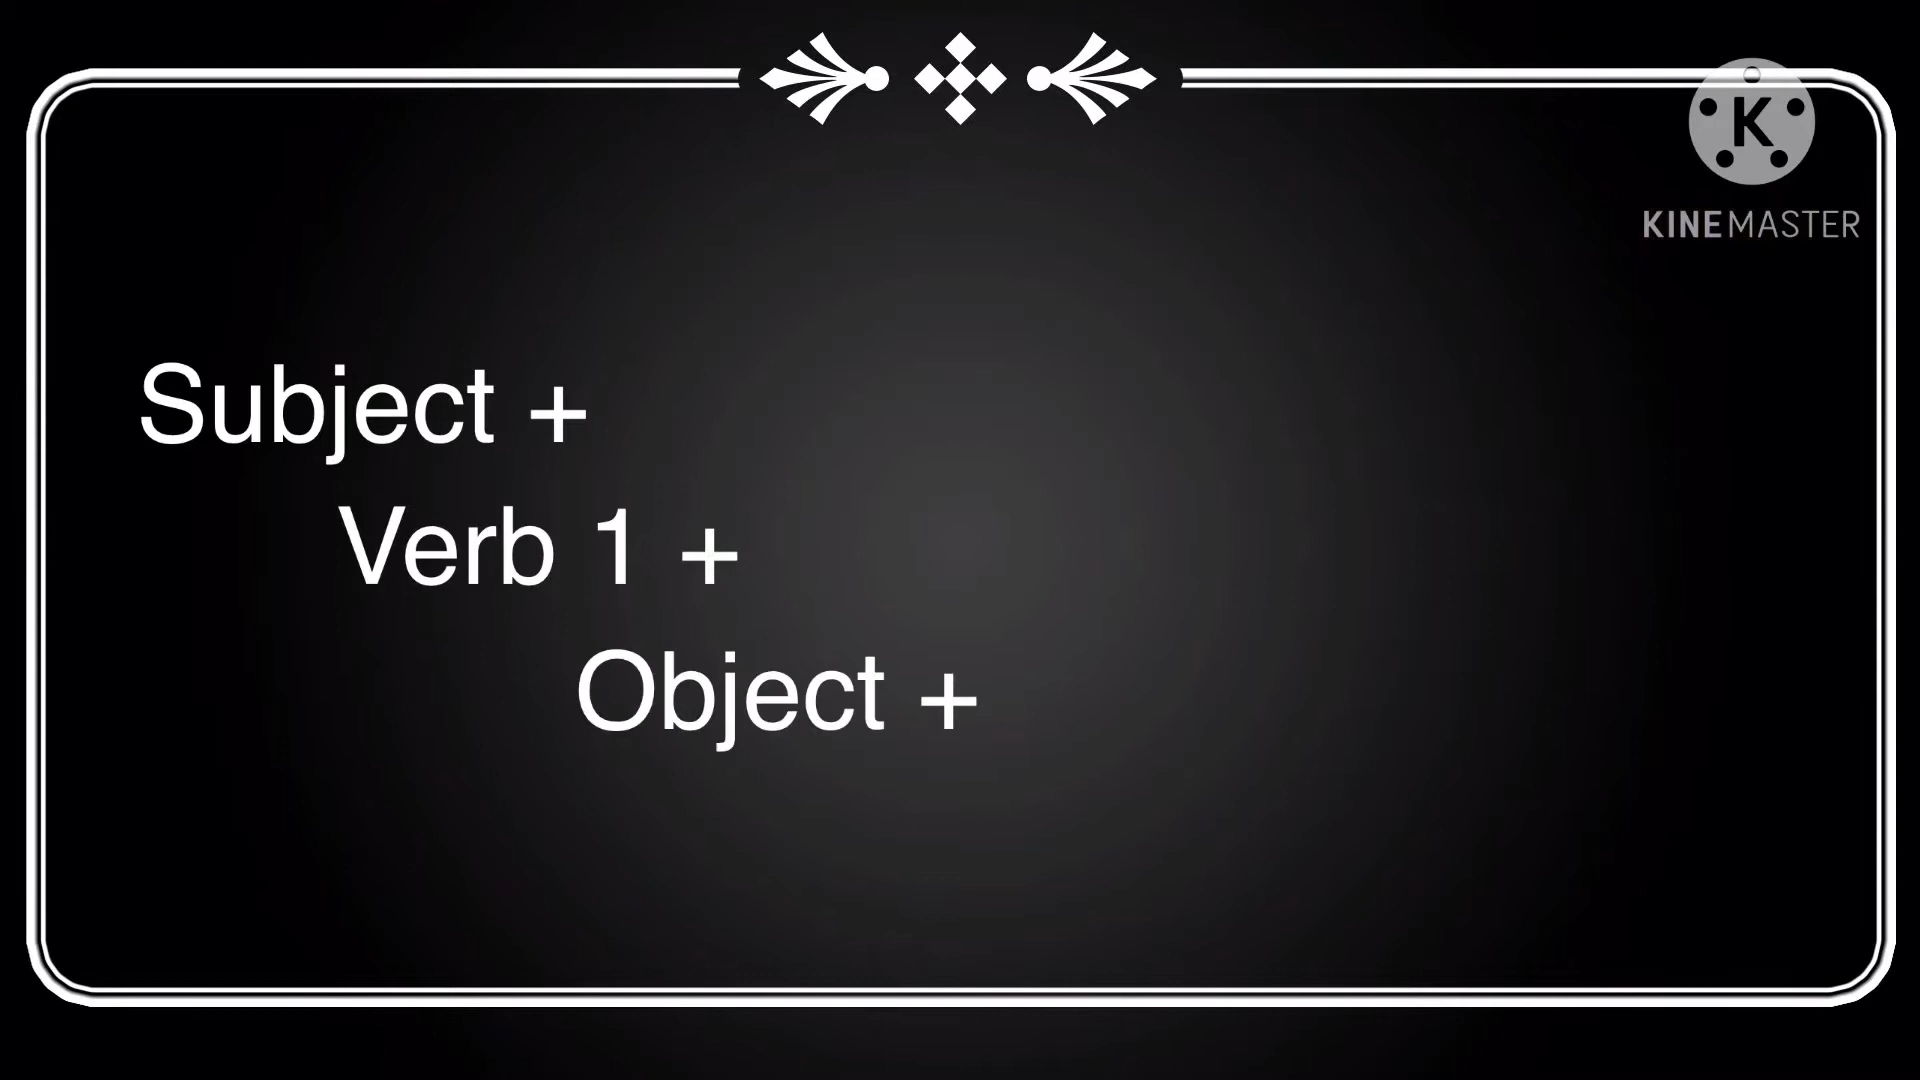 K
KINEMASTER
Subject +
Verb 1 +
Object +